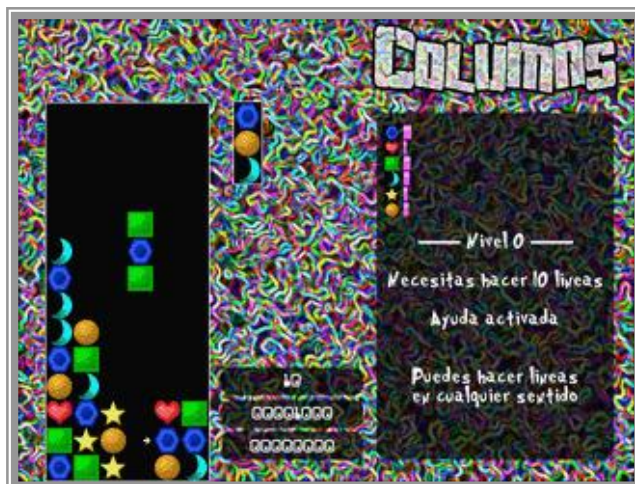 COLUMNS
Nivel 0
Necesitas hacer 10 lineas
Ayuda activada
Puedes hacer lineas
en cualquier sentido